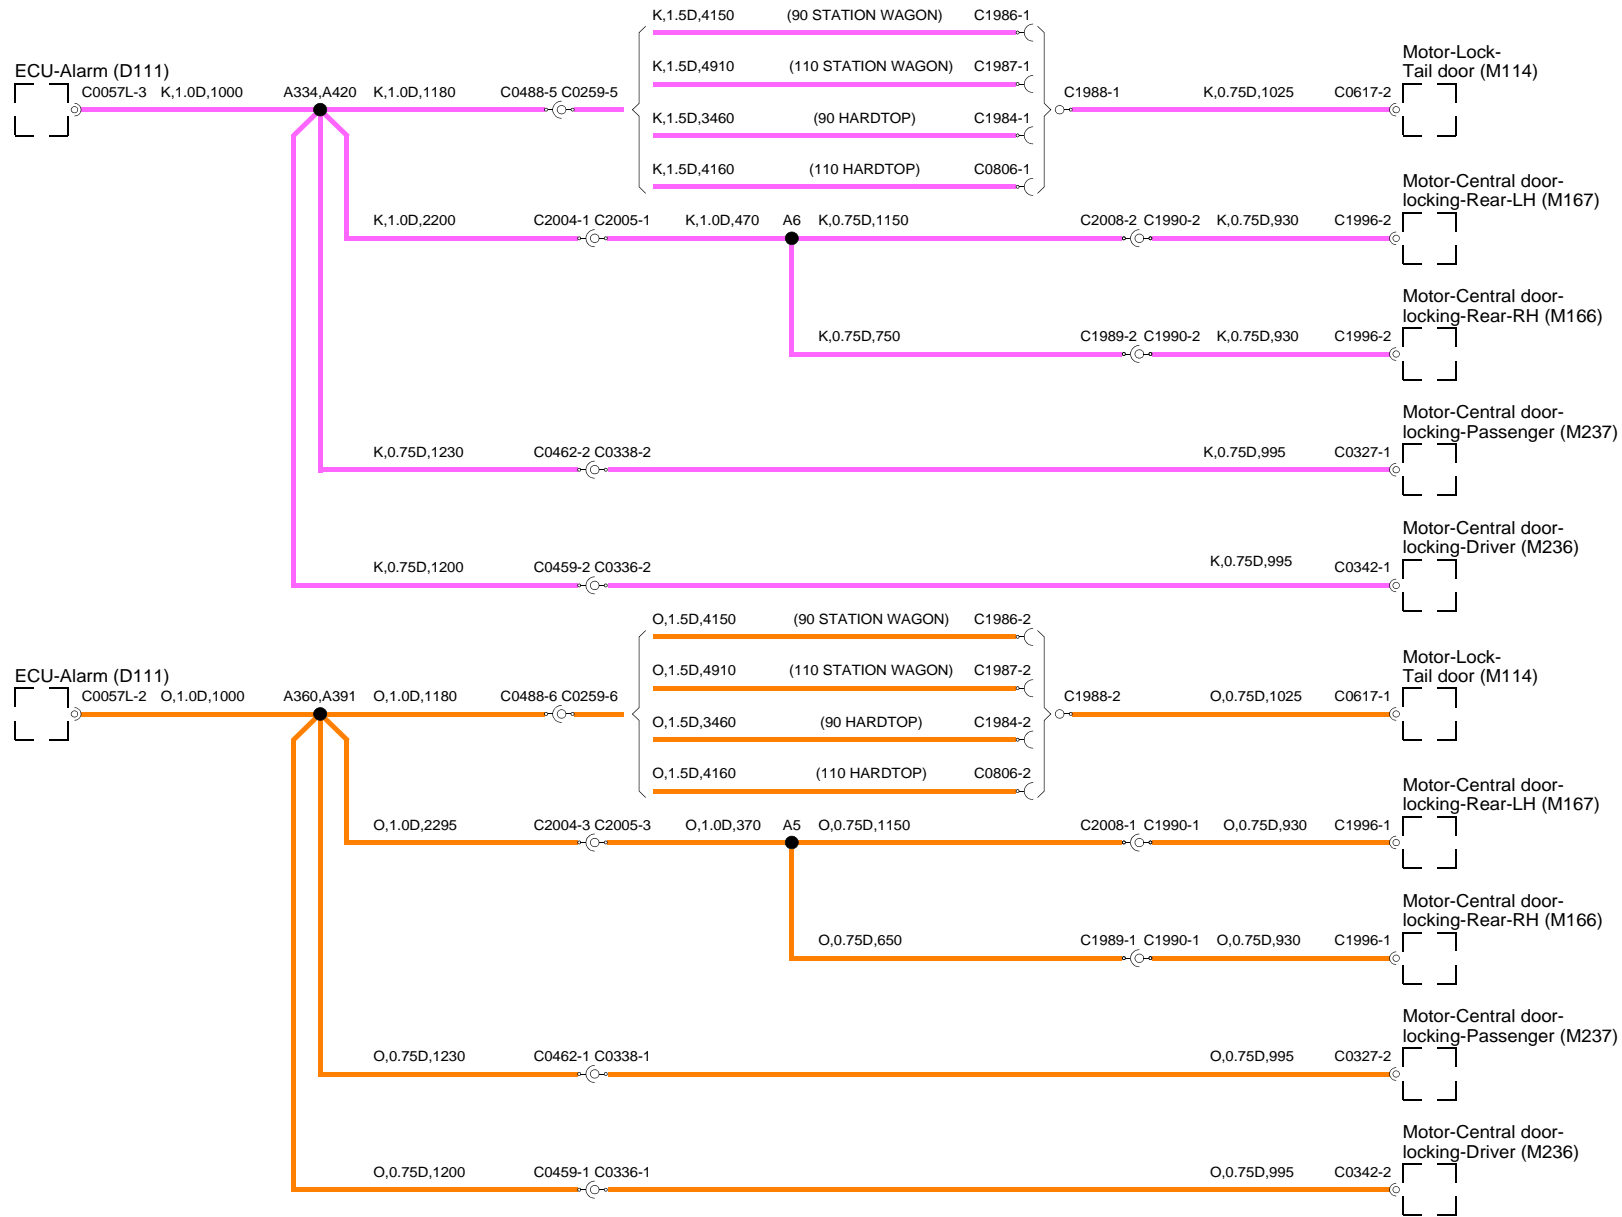 K,1.5D,4150 (90 STATION WAGON) C1986-1
Motor-Lock-
Tail door (M114)
K,1.5D,4910 (110 STATION WAGON) C1987-1
ECU-Alarm (D111)
C0057L-3 K,1.0D,1000 A334,A420 K,1.0D,1180 C0488-5 C0259-5 C1988-1 K,0.75D,1025 C0617-2
K,1.5D,3460 (90 HARDTOP) C1984-1
K,1.5D,4160 (110 HARDTOP) C0806-1
Motor-Central door-
locking-Rear-LH (M167)
K,1.0D,2200 C2004-1 C2005-1 K,1.0D,470 A6 K,0.75D,1150 C2008-2 C1990-2 K,0.75D,930 C1996-2
Motor-Central door-
locking-Rear-RH (M166)
K,0.75D,750 C1989-2 C1990-2 K,0.75D,930 C1996-2
Motor-Central door-
locking-Passenger (M237)
K,0.75D,1230 C0462-2 C0338-2 K,0.75D,995 C0327-1
Motor-Central door-
locking-Driver (M236)
K,0.75D,1200 C0459-2 C0336-2 K,0.75D,995 C0342-1
O,1.5D,4150 (90 STATION WAGON) C1986-2
Motor-Lock-
Tail door (M114)
O,1.5D,4910 (110 STATION WAGON) C1987-2
ECU-Alarm (D111)
C0057L-2 O,1.0D,1000 A360,A391 O,1.0D,1180 C0488-6 C0259-6 C1988-2 O,0.75D,1025 C0617-1
O,1.5D,3460 (90 HARDTOP) C1984-2
O,1.5D,4160 (110 HARDTOP) C0806-2
Motor-Central door-
locking-Rear-LH (M167)
O,1.0D,2295 C2004-3 C2005-3 O,1.0D,370 A5 O,0.75D,1150 C2008-1 C1990-1 O,0.75D,930 C1996-1
Motor-Central door-
locking-Rear-RH (M166)
O,0.75D,650 C1989-1 C1990-1 O,0.75D,930 C1996-1
Motor-Central door-
locking-Passenger (M237)
O,0.75D,1230 C0462-1 C0338-1 O,0.75D,995 C0327-2
Motor-Central door-
locking-Driver (M236)
O,0.75D,1200 C0459-1 C0336-1 O,0.75D,995 C0342-2